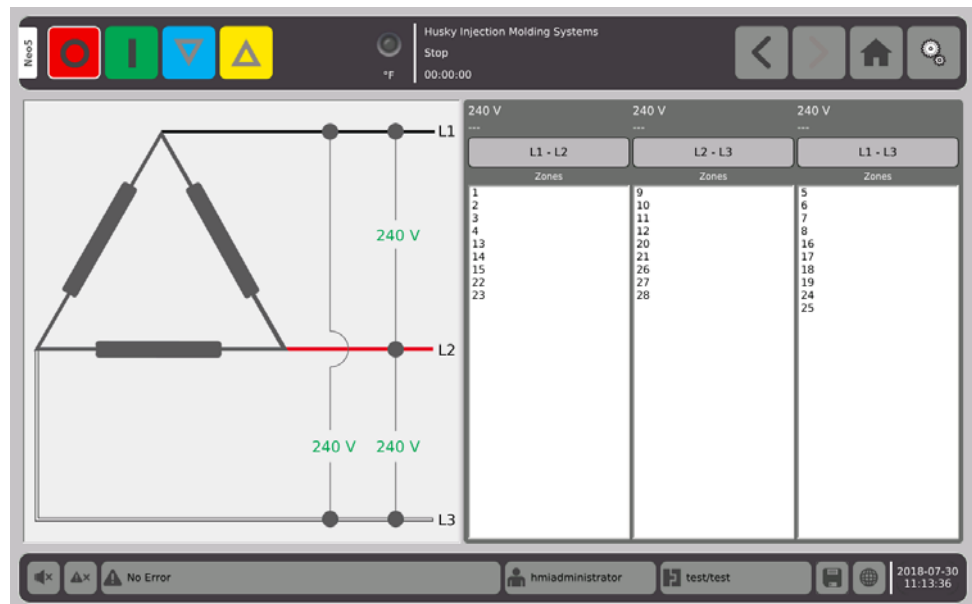 Neo5
Husky Injection Molding Systems
Stop
°F
00:00:00
L1
240 V
L2
240 V
240 V
L3
240 V
240 V
240 V
---
---
---
L1 - L2
L2 - L3
L1 - L3
Zones
Zones
Zones
1
2
3
4
13
14
15
22
23
9
10
11
12
20
21
26
27
28
5
6
7
8
16
17
18
19
24
25
No Error
hmiadministrator
test/test
2018-07-30
11:13:36